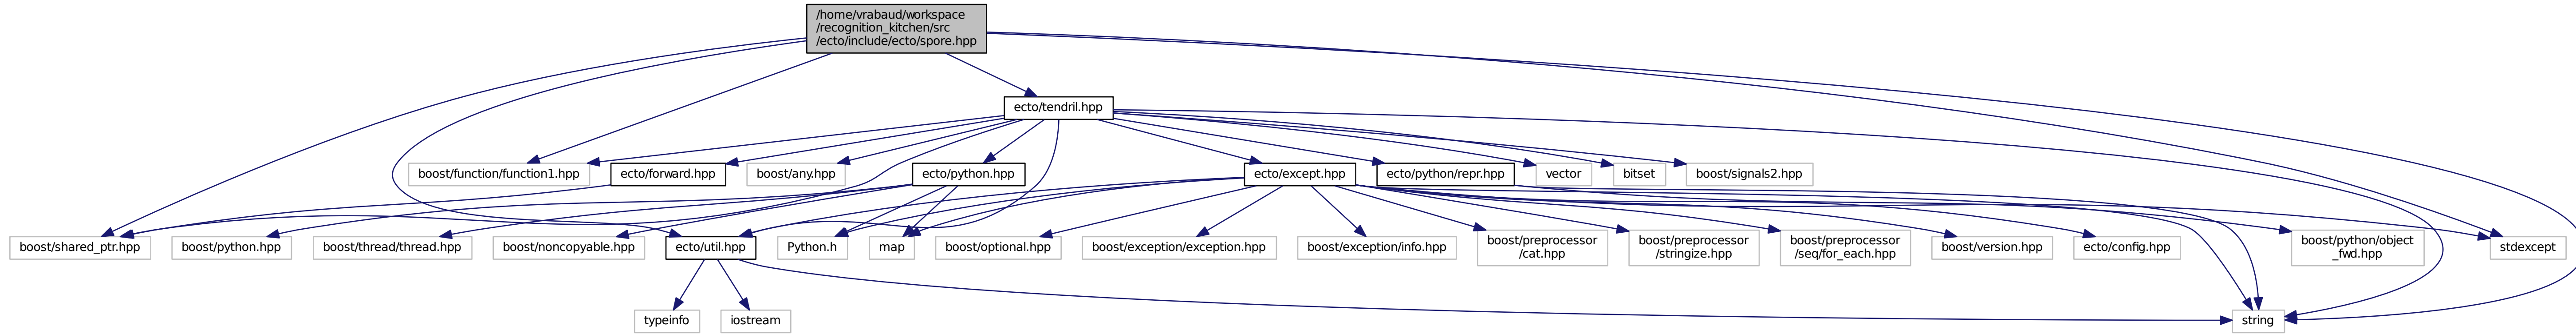 /home/vrabaud/workspace
/recognition_kitchen/src
/ecto/include/ecto/spore.hpp
ecto/tendril.hpp
boost/function/function1.hpp
ecto/forward.hpp
boost/any.hpp
ecto/python.hpp
ecto/except.hpp
ecto/python/repr.hpp
vector
bitset
boost/signals2.hpp
boost/shared_ptr.hpp
boost/python.hpp
boost/thread/thread.hpp
boost/noncopyable.hpp
ecto/util.hpp
Python.h
map
boost/optional.hpp
boost/exception/exception.hpp
boost/exception/info.hpp
boost/preprocessor
/cat.hpp
boost/preprocessor
/stringize.hpp
boost/preprocessor
/seq/for_each.hpp
boost/version.hpp
ecto/config.hpp
boost/python/object
_fwd.hpp
stdexcept
typeinfo
iostream
string